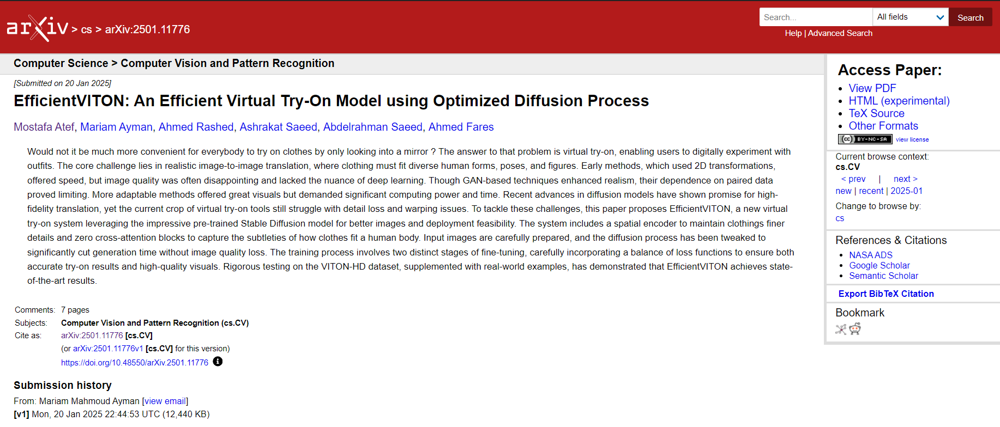 arXiv > cs > arXiv:2501.11776
Search...
All fields
Search
Help | Advanced Search
Computer Science > Computer Vision and Pattern Recognition
[Submitted on 20 Jan 2025]
EfficientVITON: An Efficient Virtual Try-On Model using Optimized Diffusion Process
Mostafa Atef, Mariam Ayman, Ahmed Rashed, Ashrakat Saeed, Abdelrahman Saeed, Ahmed Fares
Would not it be much more convenient for everybody to try on clothes by only looking into a mirror ? The answer to that problem is virtual try-on, enabling users to digitally experiment with
outfits. The core challenge lies in realistic image-to-image translation, where clothing must fit diverse human forms, poses, and figures. Early methods, which used 2D transformations,
offered speed, but image quality was often disappointing and lacked the nuance of deep learning. Though GAN-based techniques enhanced realism, their dependence on paired data
proved limiting. More adaptable methods offered great visuals but demanded significant computing power and time. Recent advances in diffusion models have shown promise for high-
fidelity translation, yet the current crop of virtual try-on tools still struggle with detail loss and warping issues. To tackle these challenges, this paper proposes EfficientVITON, a new virtual
try-on system leveraging the impressive pre-trained Stable Diffusion model for better images and deployment feasibility. The system includes a spatial encoder to maintain clothings finer
details and zero cross-attention blocks to capture the subtleties of how clothes fit a human body. Input images are carefully prepared, and the diffusion process has been tweaked to
significantly cut generation time without image quality loss. The training process involves two distinct stages of fine-tuning, carefully incorporating a balance of loss functions to ensure both
accurate try-on results and high-quality visuals. Rigorous testing on the VITON-HD dataset, supplemented with real-world examples, has demonstrated that EfficientVITON achieves state-
of-the-art results.
Comments: 7 pages
Subjects: Computer Vision and Pattern Recognition (cs.CV)
Cite as: arXiv:2501.11776 [cs.CV]
(or arXiv:2501.11776v1 [cs.CV] for this version)
https://doi.org/10.48550/arXiv.2501.11776
Submission history
From: Mariam Mahmoud Ayman [view email]
[v1] Mon, 20 Jan 2025 22:44:53 UTC (12,440 KB)
Access Paper:
View PDF
HTML (experimental)
TeX Source
Other Formats
(cc) BY-NC-SA view license
Current browse context:
cs.CV
< prev | next >
new | recent | 2025-01
Change to browse by:
cs
References & Citations
NASA ADS
Google Scholar
Semantic Scholar
Export BibTeX Citation
Bookmark